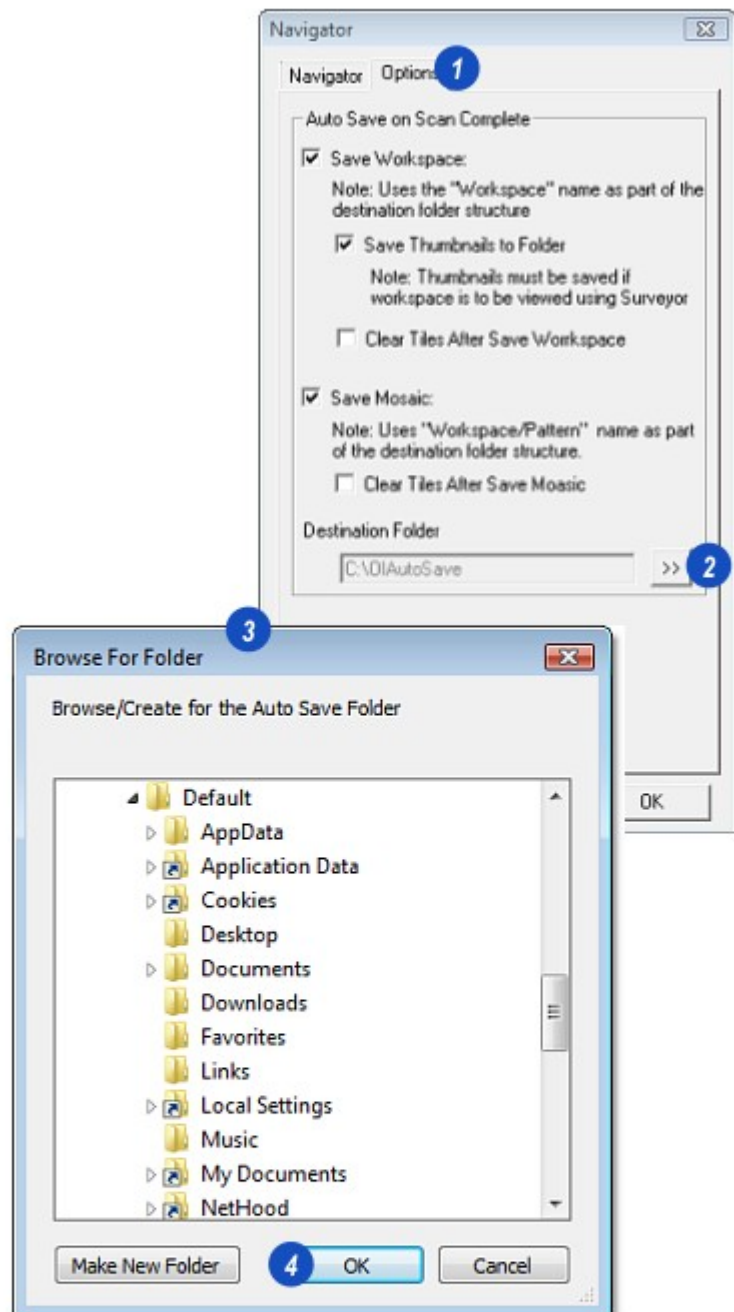 Navigator
Navigator Options 1
Auto Save on Scan Complete
Save Workspace:
Note: Uses the "Workspace" name as part of the
destination folder structure
Save Thumbnails to Folder
Note: Thumbnails must be saved if
workspace is to be viewed using Surveyor
Clear Tiles After Save Worrkspace
Save Mosaic:
Note: Uses "Workspace/Pattern" name as part
of the destination folder structure.
Clear Tiles After Save Moasic
Destination Folder
C:\OIAutoSave >> 2
OK
3
Browse For Folder
Browse/Create for the Auto Save Folder
Default
AppData
Application Data
Cookies
Desktop
Documents
Downloads
Favorites
Links
Local Settings
Music
My Documents
NetHood
Make New Folder 4 OK Cancel